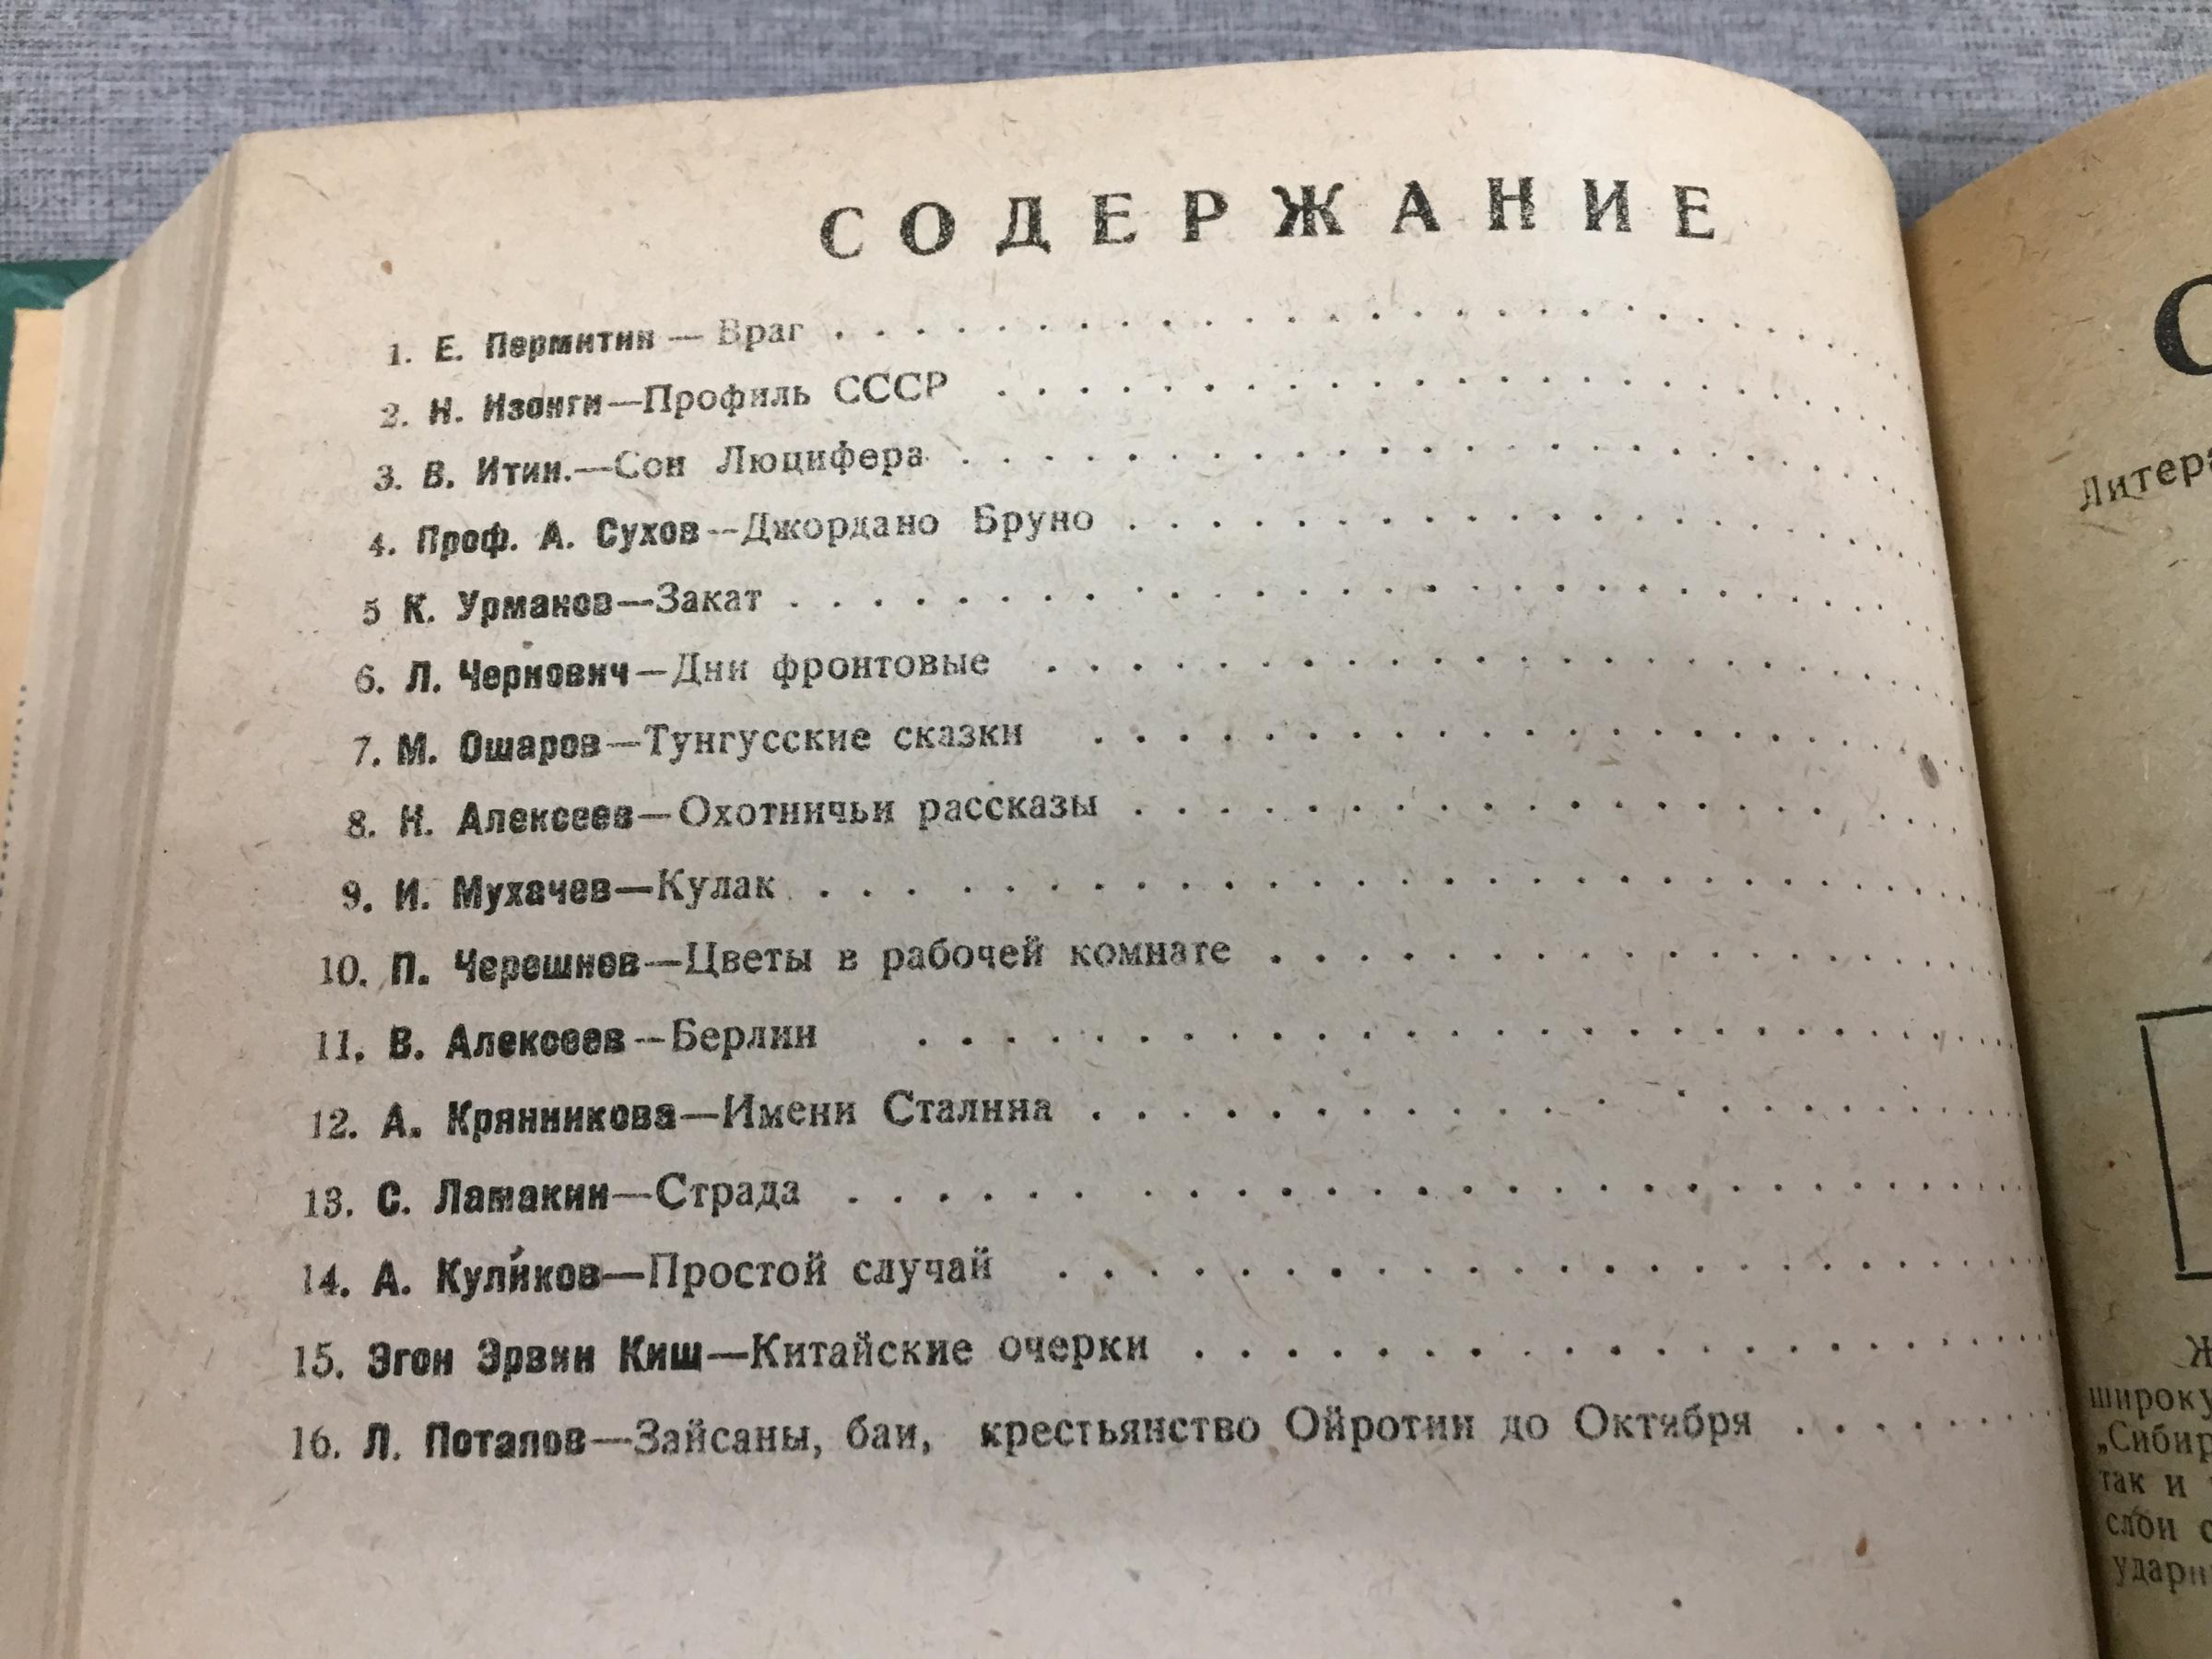 СОДЕРЖАНИЕ
1. Е. Пермитин — Враг
2. Н. Изонги—Профиль СССР
3. В. Итин.—Сон Люцифера
4. Проф. А. Сухов—Джордано Бруно
5 К. Урманов—Закат
6. Л. Чернович—Дни фронтовые
7. М. Ошаров—Тунгусские сказки
8. Н. Алексеев—Охотничьи рассказы
9. И. Мухачев—Кулак
10. П. Черешнев—Цветы в рабочей комнате
11. В. Алексеев—Берлин
12. А. Крянникова—Имени Сталина
13. С. Ламакин—Страда
14. А. Куликов—Простой случай
15. Эгон Эрвин Киш—Китайские очерки
16. Л. Потапов—Зайсаны, баи, крестьянство Ойротии до Октября
С
Литера
Ж
широку
„Сибир
так и
слои с
ударн